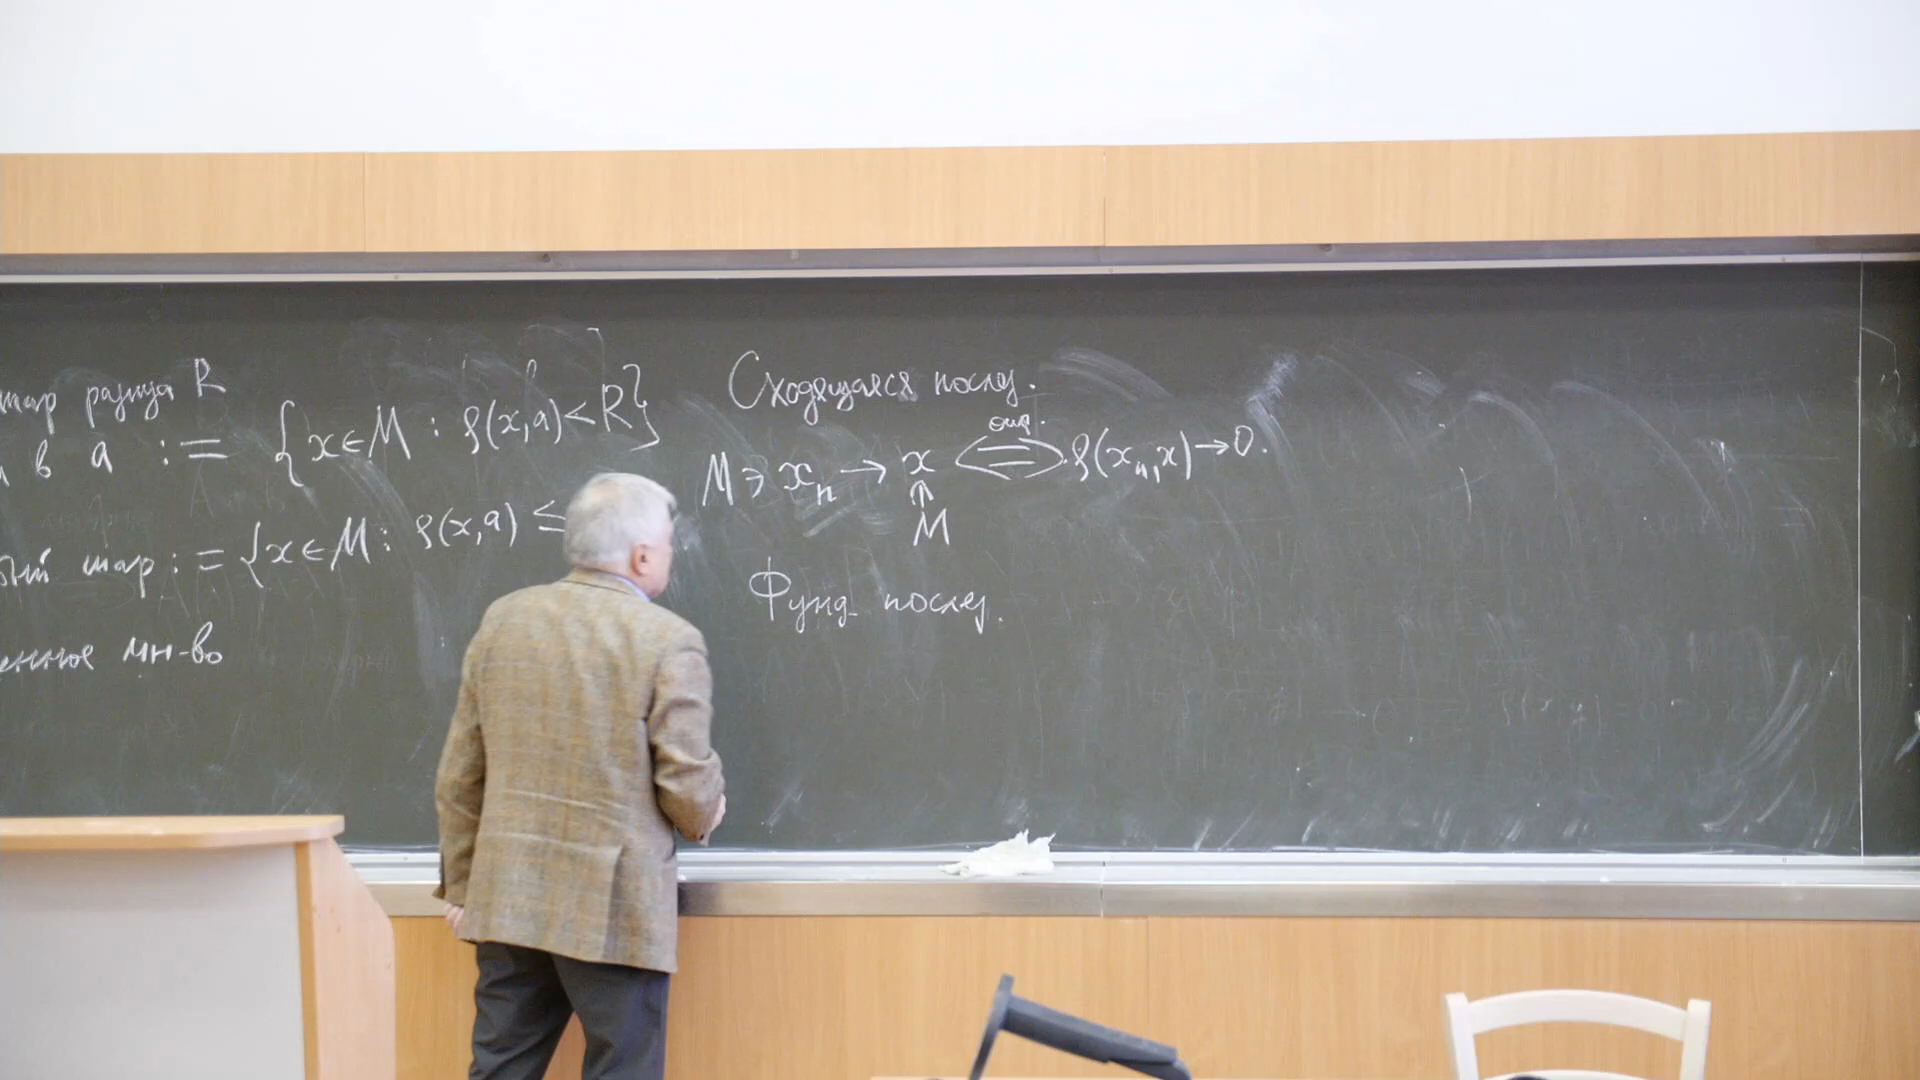 шар радиуса R
в a := {x∈M : ρ(x,a)<R}
шар := {x∈M : ρ(x,a) ≤
мн-во
Сходящаяся послед.
M∋xₙ → x ⟺ ρ(xₙ,x)→0.
опр.
⋔
M
Фунд. послед.